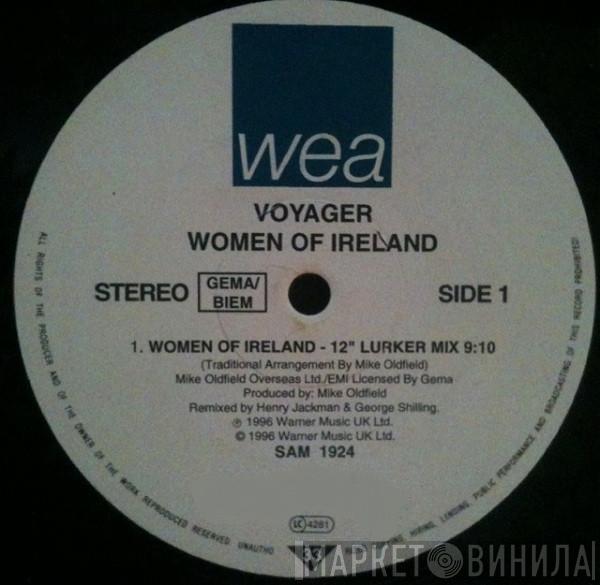 wea
VOYAGER
WOMEN OF IRELAND
STEREO GEMA/ BIEM SIDE 1
1. WOMEN OF IRELAND - 12" LURKER MIX 9:10
(Traditional Arrangement By Mike Oldfield)
Mike Oldfield Overseas Ltd./EMI Licensed By Gema
Produced by: Mike Oldfield
Remixed by Henry Jackman & George Shilling.
℗ 1996 Warner Music UK Ltd.
© 1996 Warner Music UK Ltd.
SAM 1924
LC 4281
33
ALL RIGHTS OF THE PRODUCER AND OF THE OWNER OF THE WORK REPRODUCED RESERVED. HIRING, LENDING, PUBLIC PERFORMANCE AND BROADCASTING OF THIS RECORD PROHIBITED!
МАРКЕТ ВИНИЛА